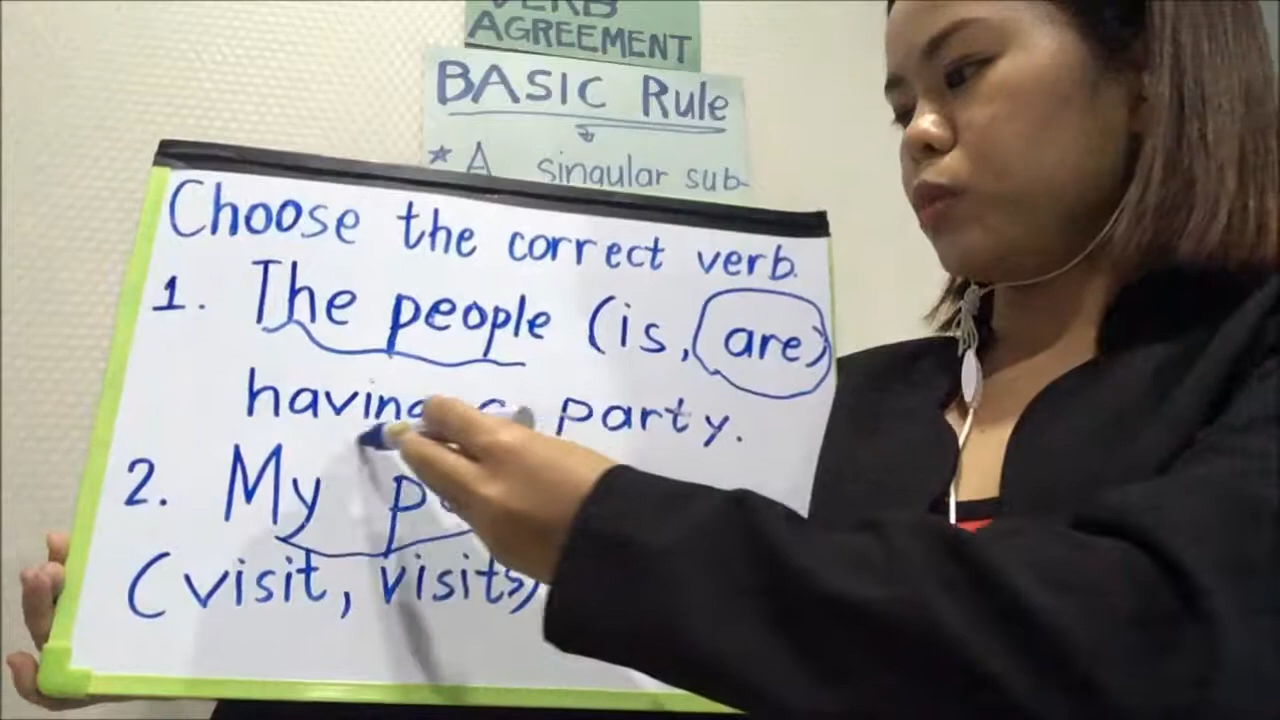 VERB
AGREEMENT
BASIC Rule
* A singular sub-
Choose the correct verb.
1. The people (is, are)
having a party.
2. My
(visit, visits)